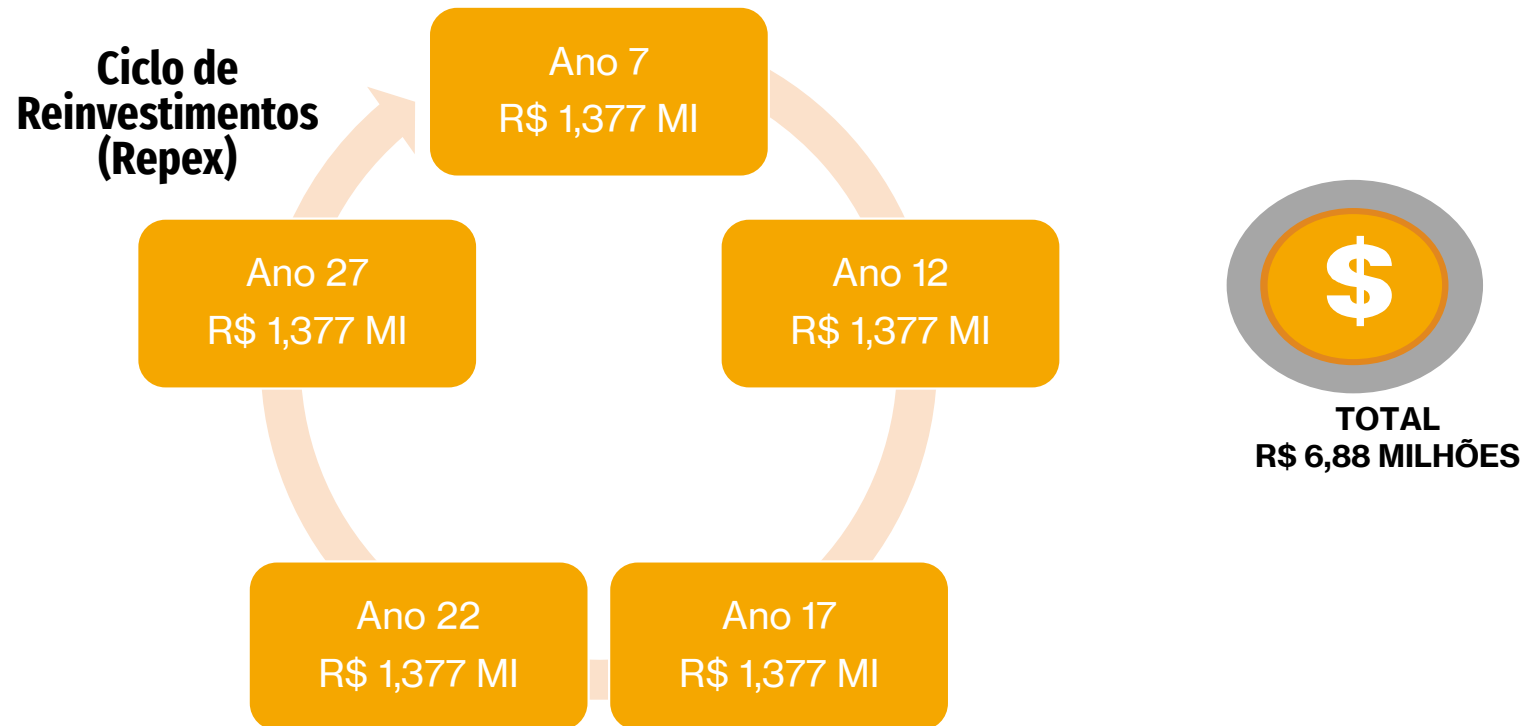 Ciclo de
Reinvestimentos
(Repex)
Ano 7
R$ 1,377 MI
Ano 12
R$ 1,377 MI
Ano 17
R$ 1,377 MI
Ano 22
R$ 1,377 MI
Ano 27
R$ 1,377 MI
$
TOTAL
R$ 6,88 MILHÕES